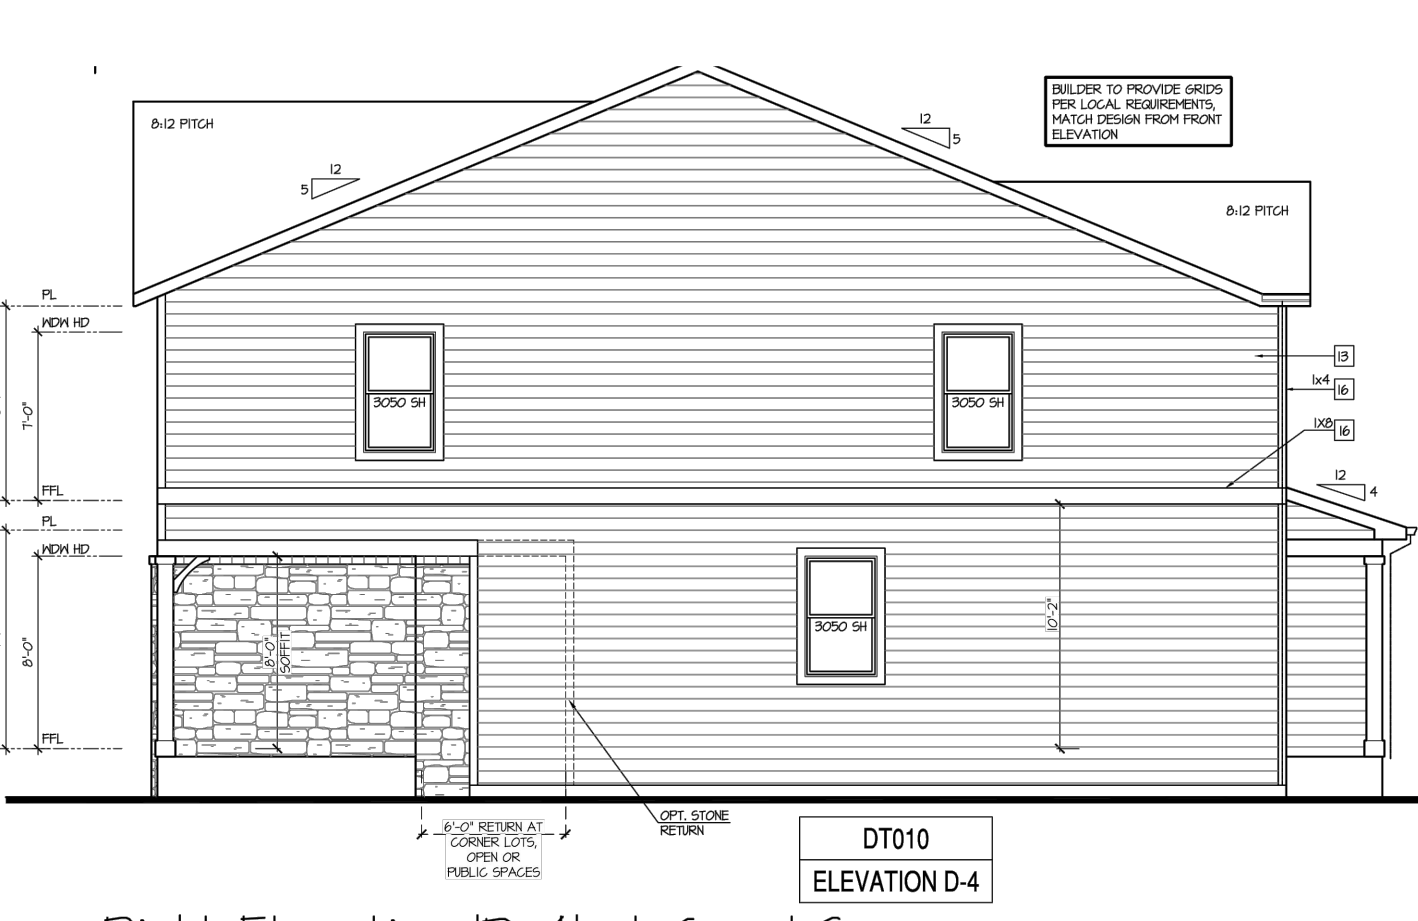 BUILDER TO PROVIDE GRIDS
PER LOCAL REQUIREMENTS,
MATCH DESIGN FROM FRONT
ELEVATION
8:12 PITCH
12
5
12
5
8:12 PITCH
PL
WDW HD
7'-0"
FFL
3050 SH
3050 SH
13
1x4 16
1X8 16
12
4
PL
WDW HD
8'-0"
FFL
8'-0"
SOFFIT
3050 SH
10'-2"
OPT. STONE
RETURN
6'-0" RETURN AT
CORNER LOTS,
OPEN OR
PUBLIC SPACES
DT010
ELEVATION D-4